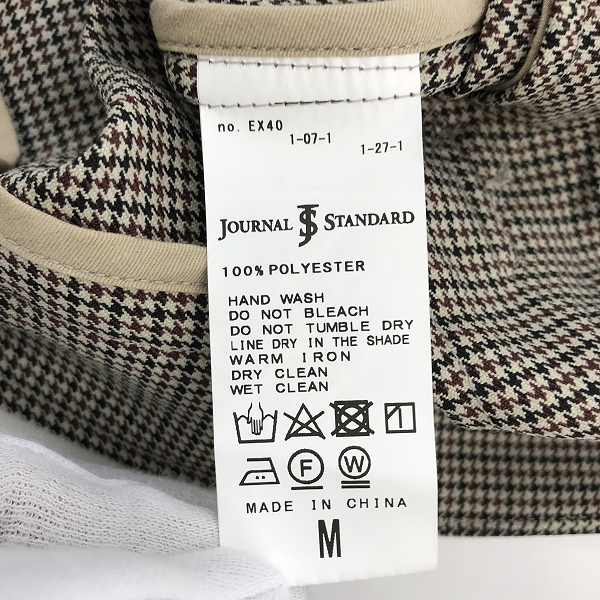 no. EX40
1-07-1
1-27-1
JOURNAL JS STANDARD
100% POLYESTER
HAND WASH
DO NOT BLEACH
DO NOT TUMBLE DRY
LINE DRY IN THE SHADE
WARM IRON
DRY CLEAN
WET CLEAN
F W
MADE IN CHINA
M